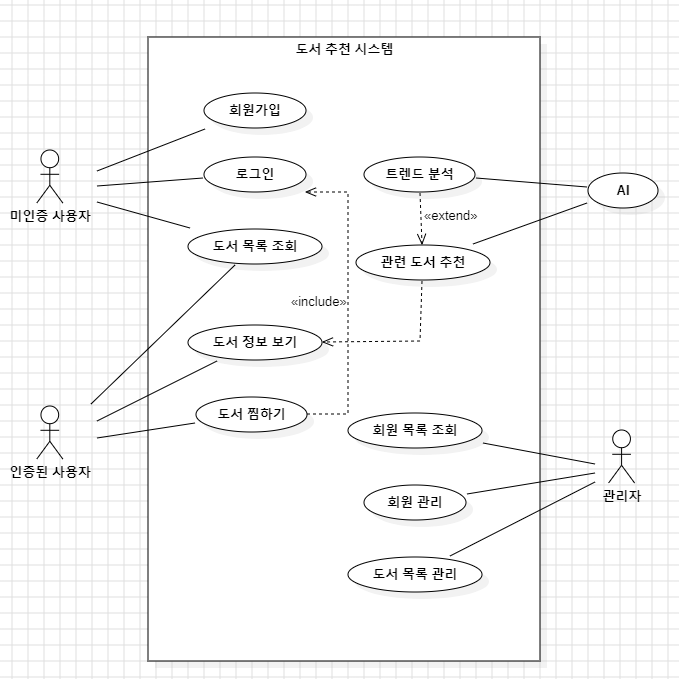 도서 추천 시스템
회원가입
미인증 사용자
로그인
트렌드 분석
AI
«extend»
도서 목록 조회
관련 도서 추천
«include»
도서 정보 보기
도서 찜하기
인증된 사용자
회원 목록 조회
관리자
회원 관리
도서 목록 관리